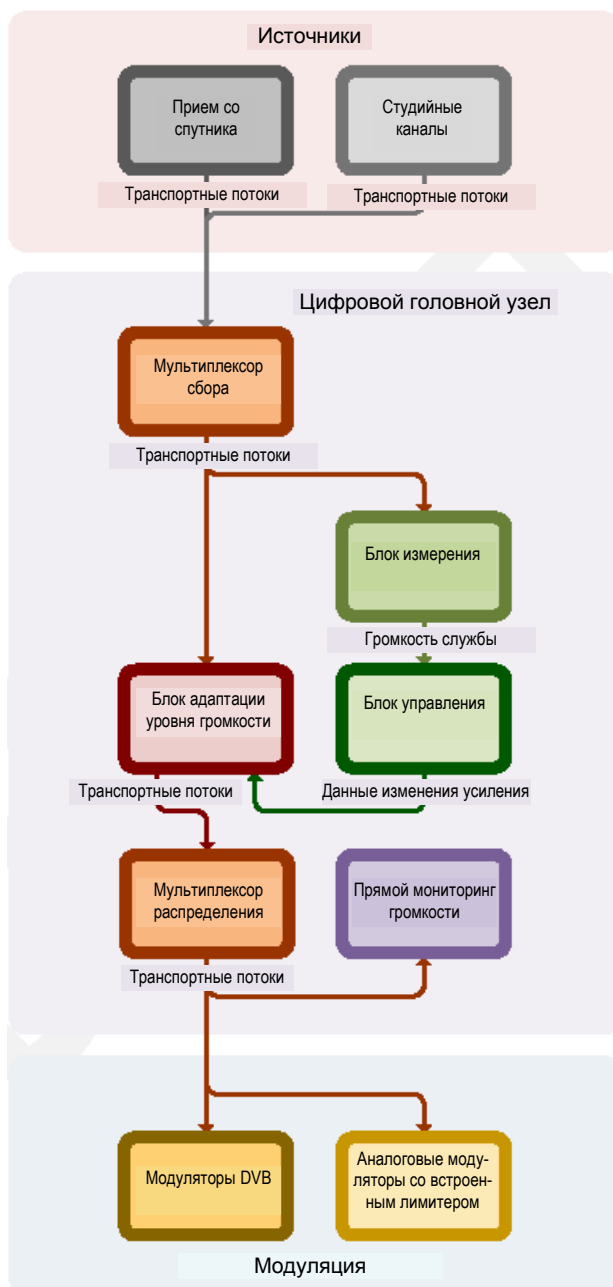 Источники
Прием со
спутника
Студийные
каналы
Транспортные потоки
Транспортные потоки
Цифровой головной узел
Мультиплексор
сбора
Транспортные потоки
Блок измерения
Громкость службы
Блок адаптации
уровня громкости
Блок управления
Транспортные потоки
Данные изменения усиления
Мультиплексор
распределения
Прямой мониторинг
громкости
Транспортные потоки
Модуляторы DVB
Аналоговые моду-
ляторы со встроен-
ным лимитером
Модуляция